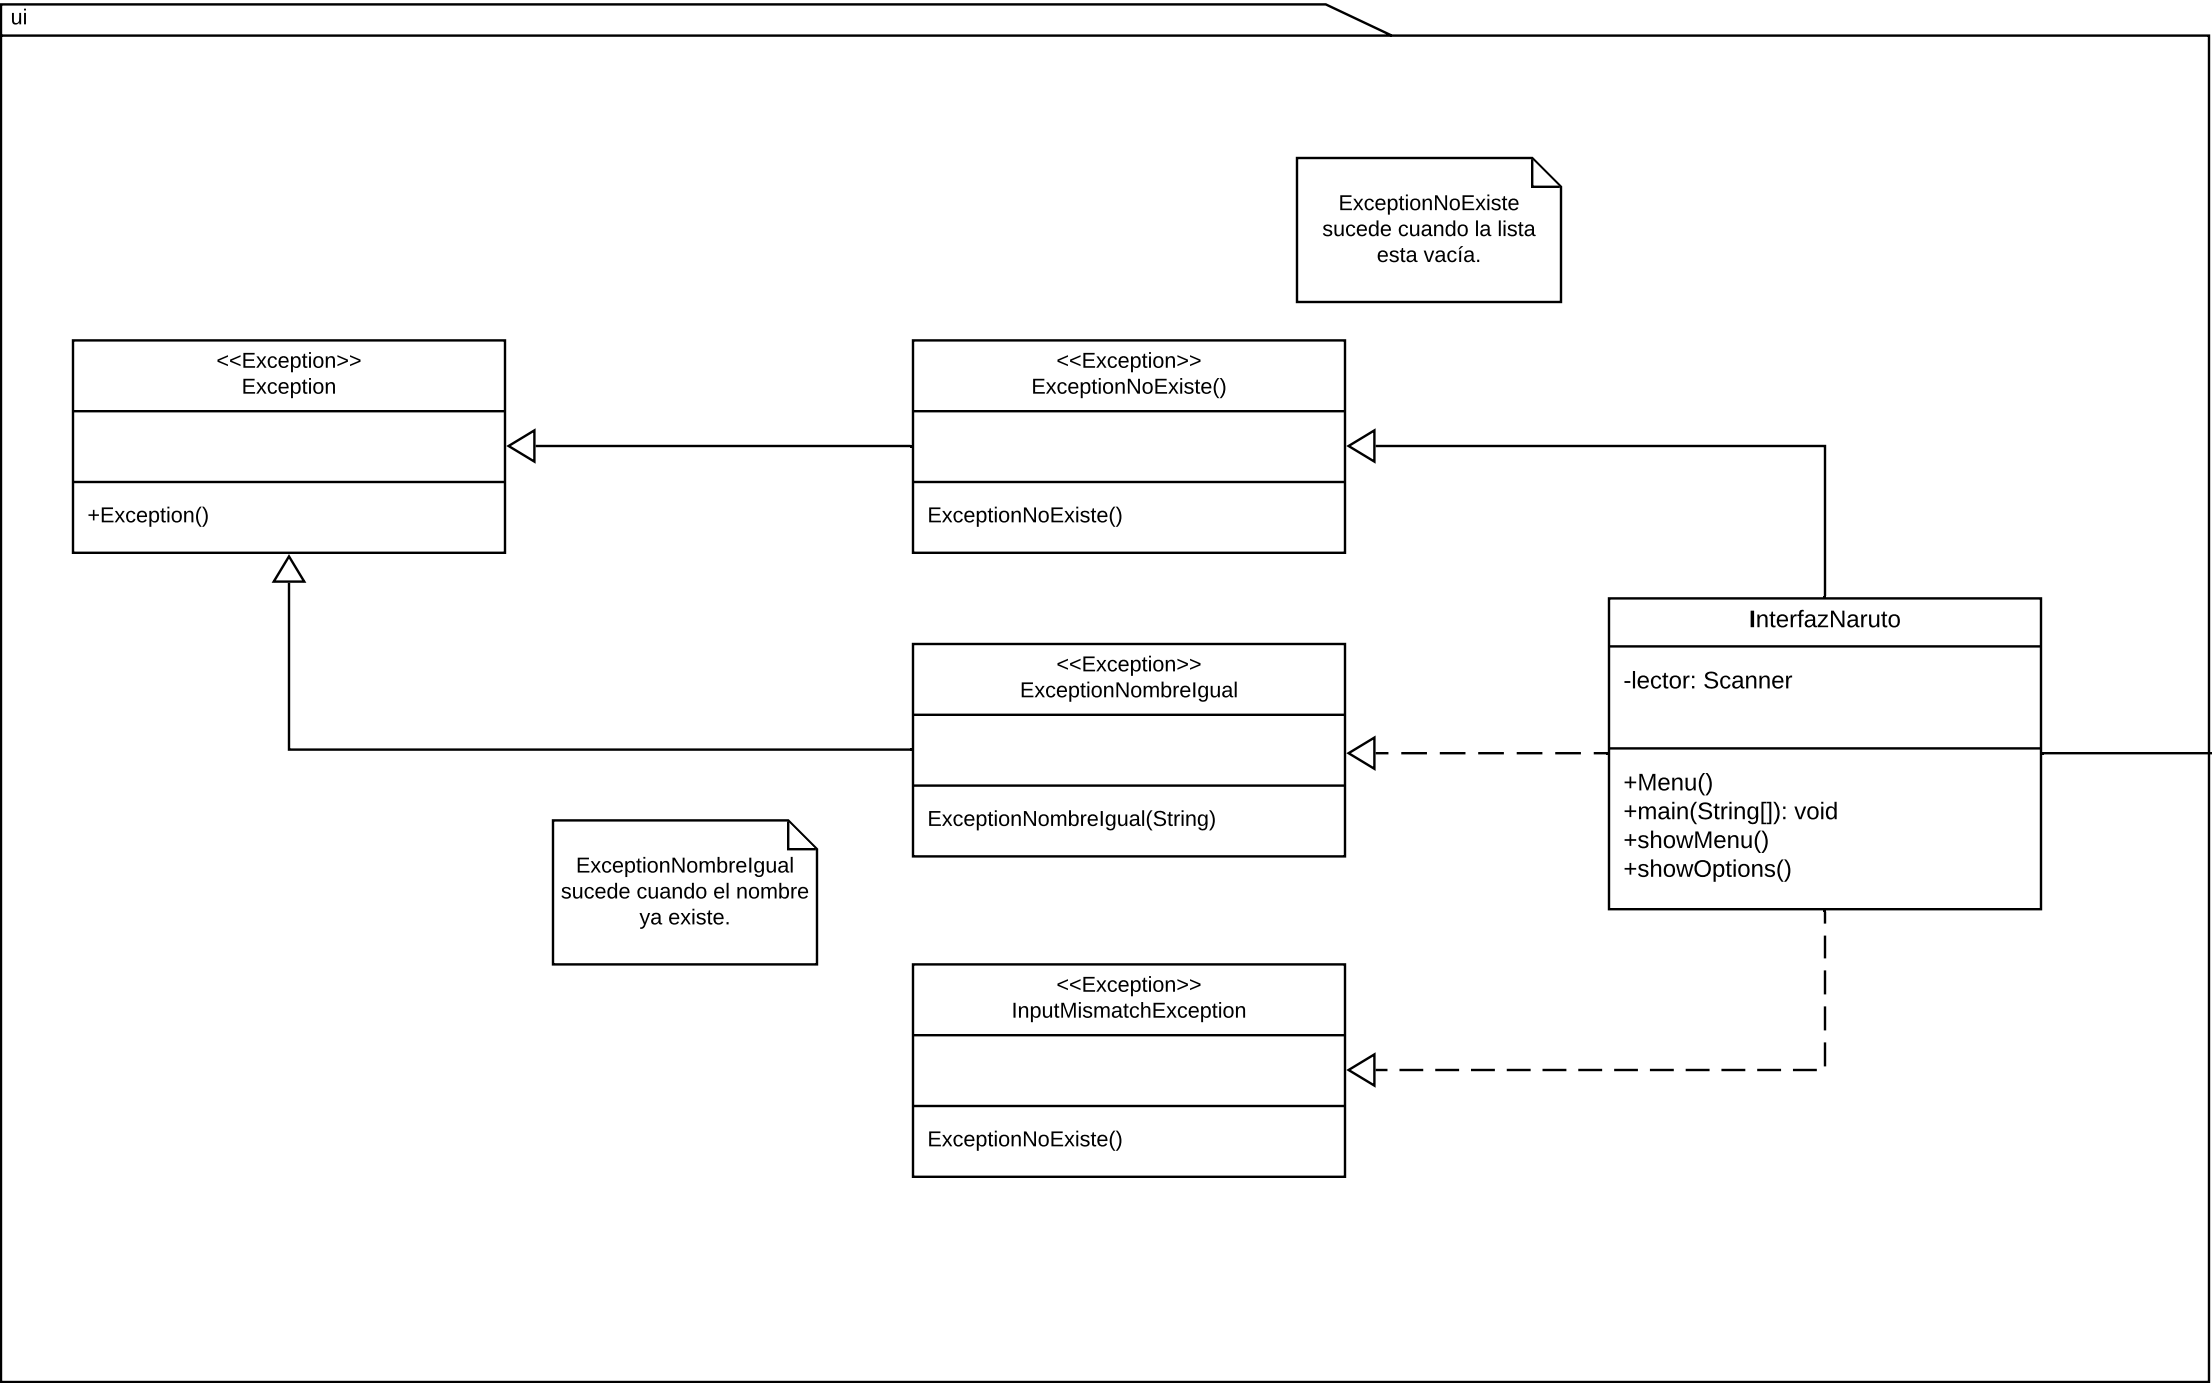 ui
ExceptionNoExiste
sucede cuando la lista
esta vacía.
<<Exception>>
Exception
+Exception()
<<Exception>>
ExceptionNoExiste()
ExceptionNoExiste()
InterfazNaruto
-lector: Scanner
+Menu()
+main(String[]): void
+showMenu()
+showOptions()
<<Exception>>
ExceptionNombreIgual
ExceptionNombreIgual(String)
ExceptionNombreIgual
sucede cuando el nombre
ya existe.
<<Exception>>
InputMismatchException
ExceptionNoExiste()